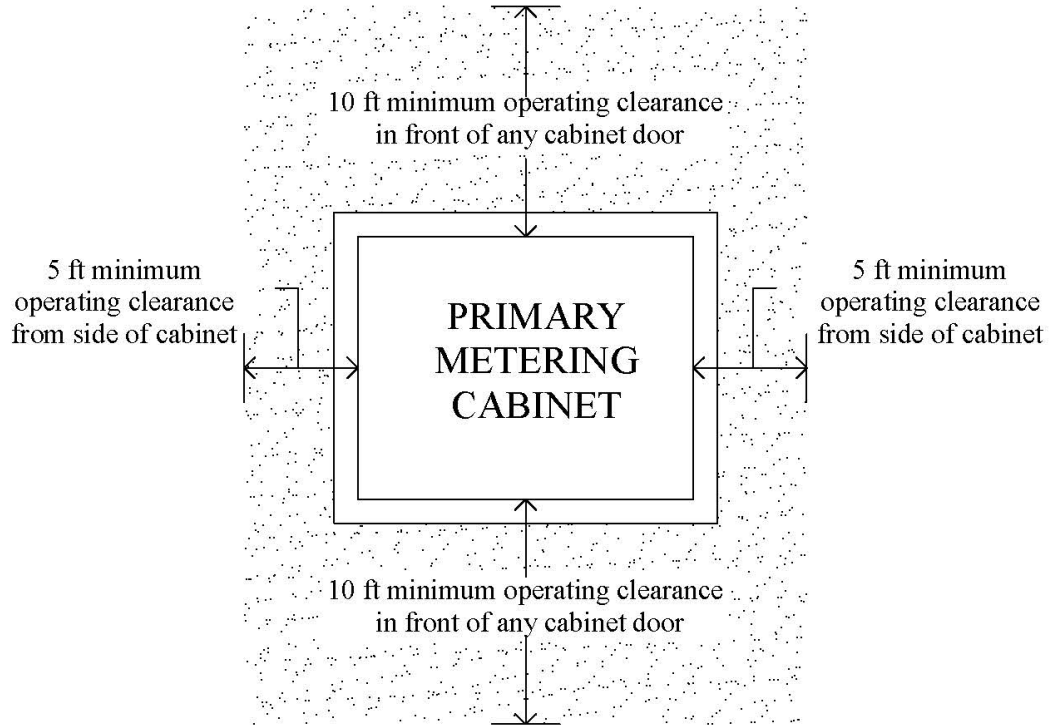 10 ft minimum operating clearance
in front of any cabinet door
5 ft minimum
operating clearance
from side of cabinet
PRIMARY
METERING
CABINET
5 ft minimum
operating clearance
from side of cabinet
10 ft minimum operating clearance
in front of any cabinet door